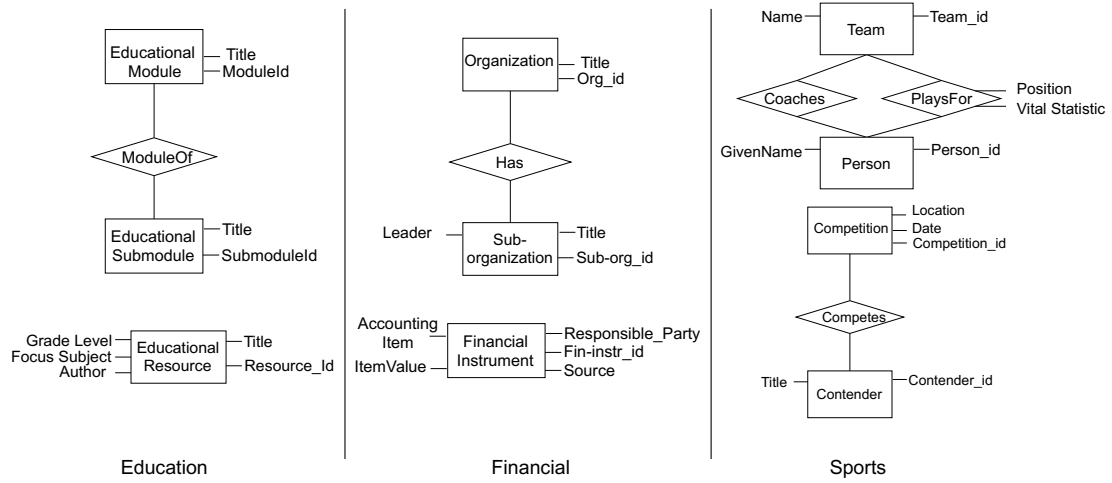 Educational
Module
Title
ModuleId
ModuleOf
Educational
Submodule
Title
SubmoduleId
Grade Level
Focus Subject
Author
Educational
Resource
Title
Resource_Id
Education
Organization
Title
Org_id
Has
Leader
Sub-
organization
Title
Sub-org_id
Accounting
Item
ItemValue
Financial
Instrument
Responsible_Party
Fin-instr_id
Source
Financial
Name
Team
Team_id
Coaches
PlaysFor
Position
Vital Statistic
GivenName
Person
Person_id
Competition
Location
Date
Competition_id
Competes
Title
Contender
Contender_id
Sports